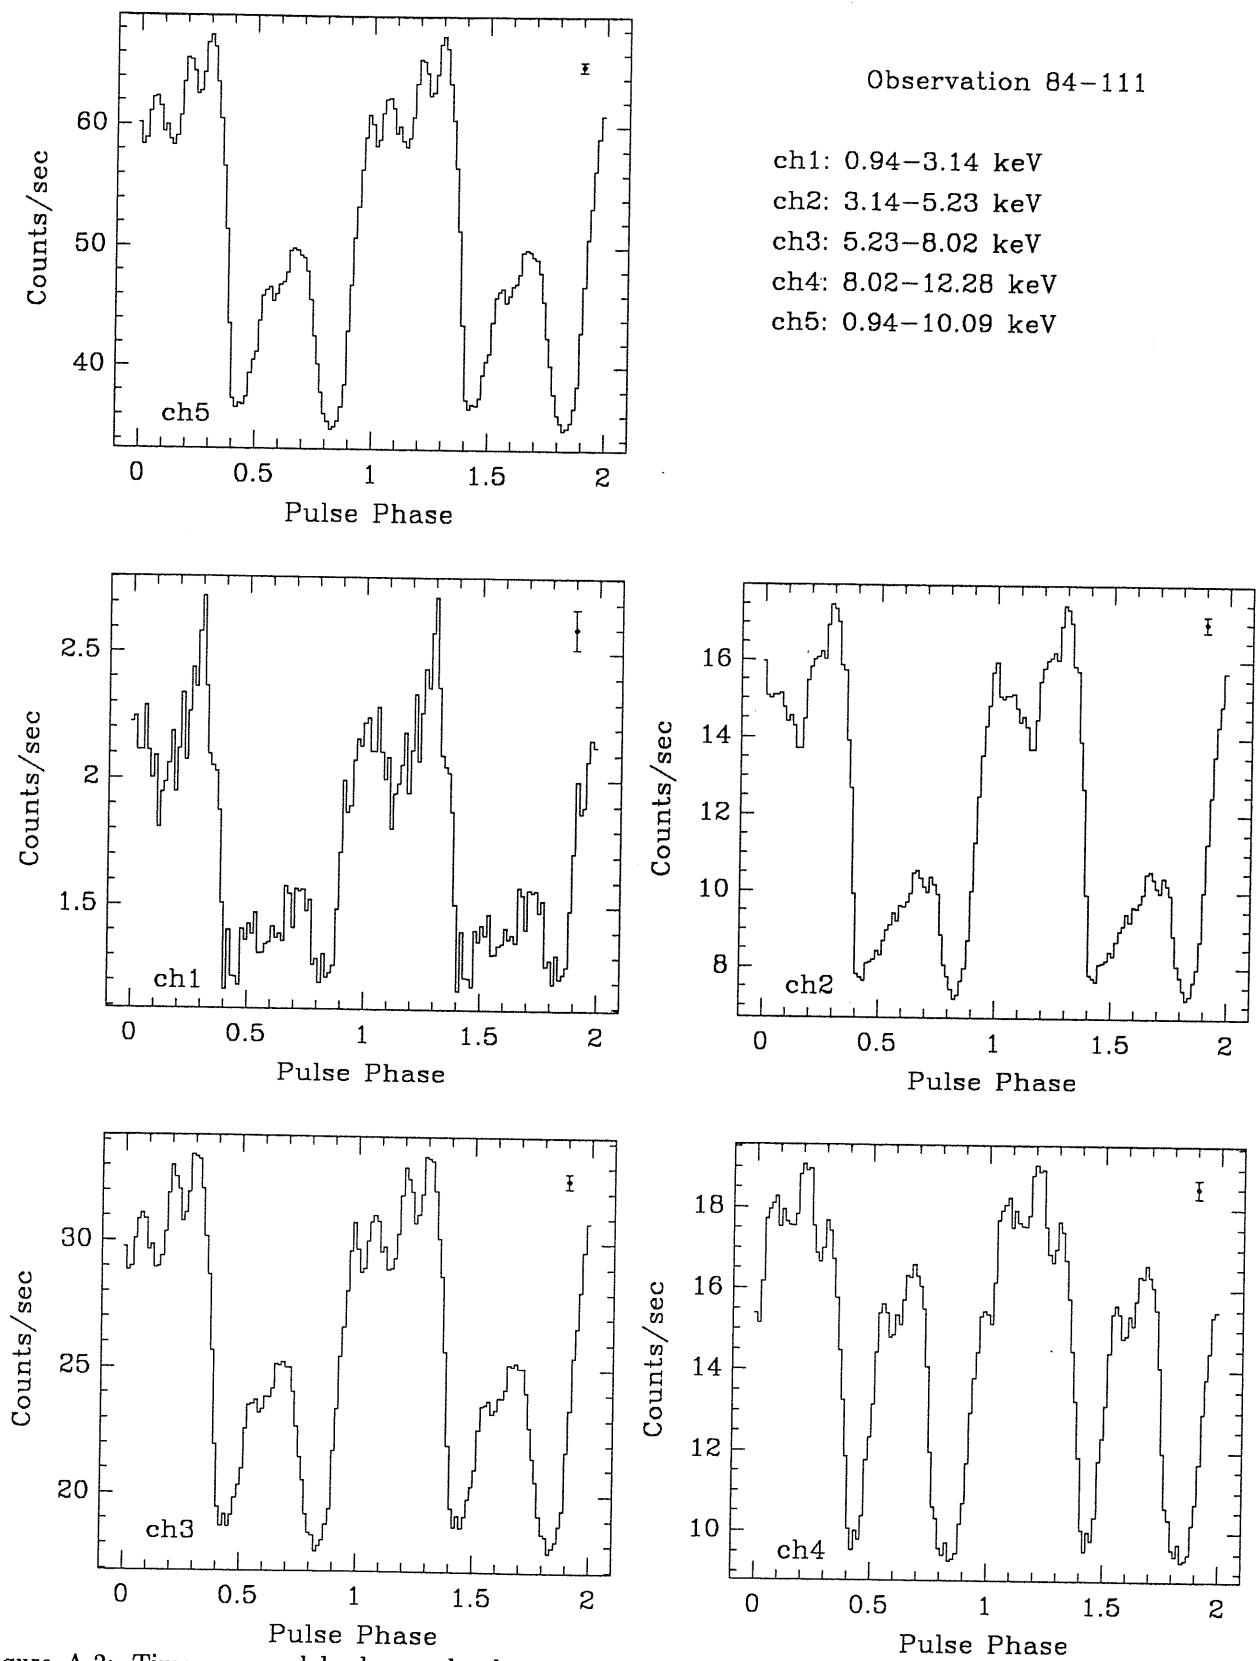 Observation 84-111
ch1: 0.94-3.14 keV
ch2: 3.14-5.23 keV
ch3: 5.23-8.02 keV
ch4: 8.02-12.28 keV
ch5: 0.94-10.09 keV
Counts/sec
60
50
40
ch5
0 0.5 1 1.5 2
Pulse Phase
Counts/sec
2.5
2
1.5
ch1
0 0.5 1 1.5 2
Pulse Phase
Counts/sec
16
14
12
10
8
ch2
0 0.5 1 1.5 2
Pulse Phase
Counts/sec
30
25
20
ch3
0 0.5 1 1.5 2
Pulse Phase
Counts/sec
18
16
14
12
10
ch4
0 0.5 1 1.5 2
Pulse Phase